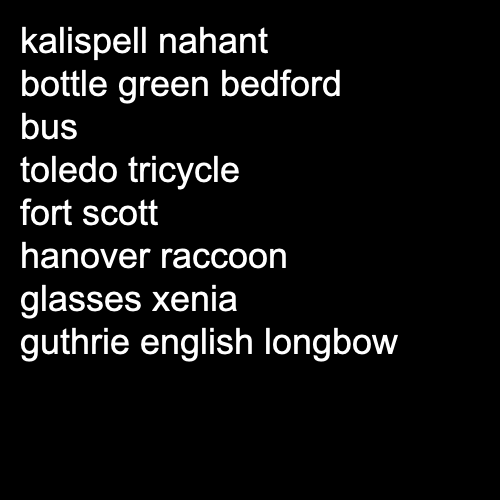 kalispell nahant
bottle green bedford
bus
toledo tricycle
fort scott
hanover raccoon
glasses xenia
guthrie english longbow